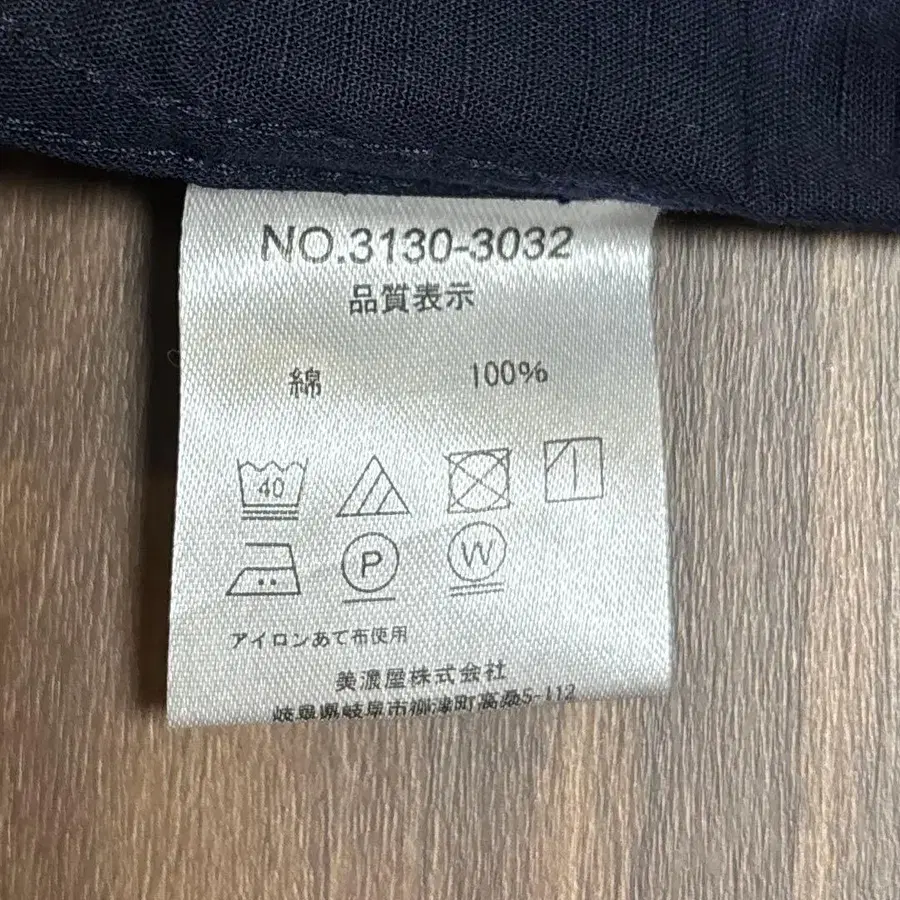 NO.3130-3032
品質表示
綿 100%
40
P W
アイロンあて布使用
美濃屋株式会社
岐阜県岐阜市柳津町高桑5-112